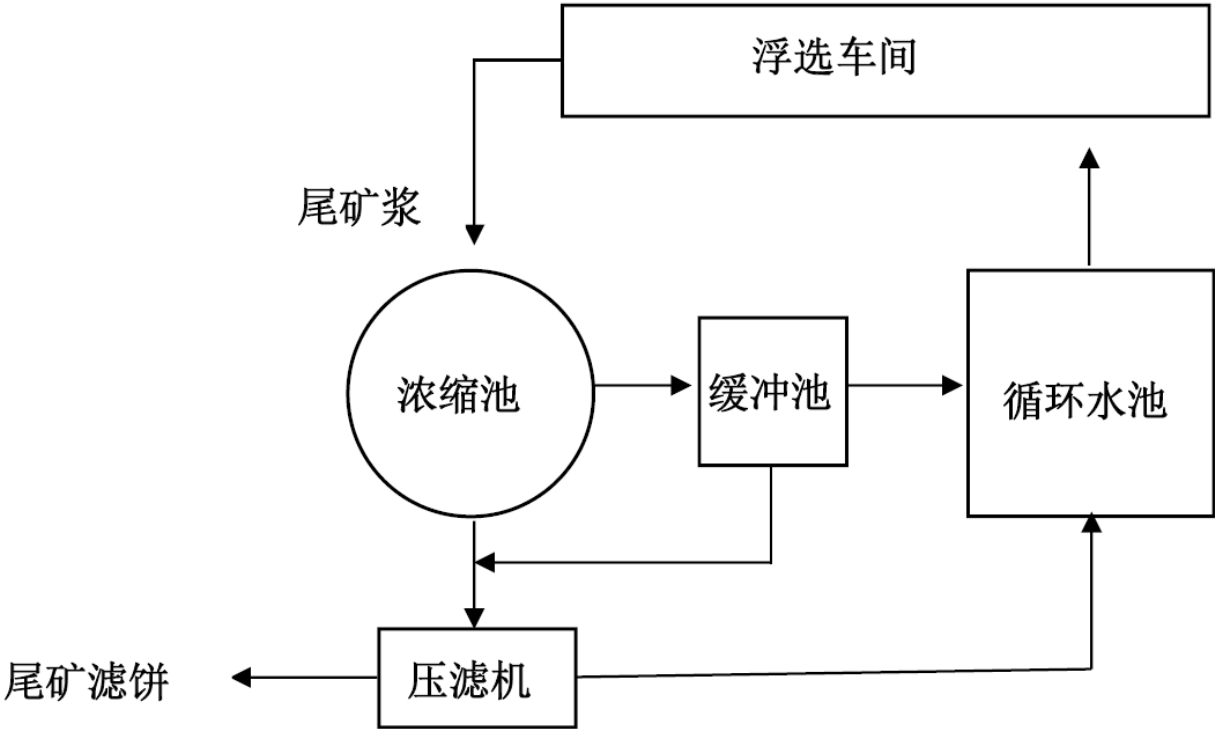 浮选车间
尾矿浆
浓缩池
缓冲池
循环水池
压滤机
尾矿滤饼